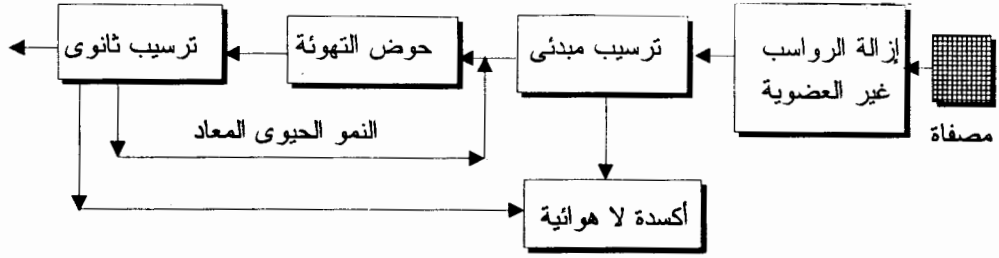 مصفاة
إزالة الرواسب
غير العضوية
ترسيب مبدئى
حوض التهوئة
ترسيب ثانوى
النمو الحيوى المعاد
أكسدة لا هوائية